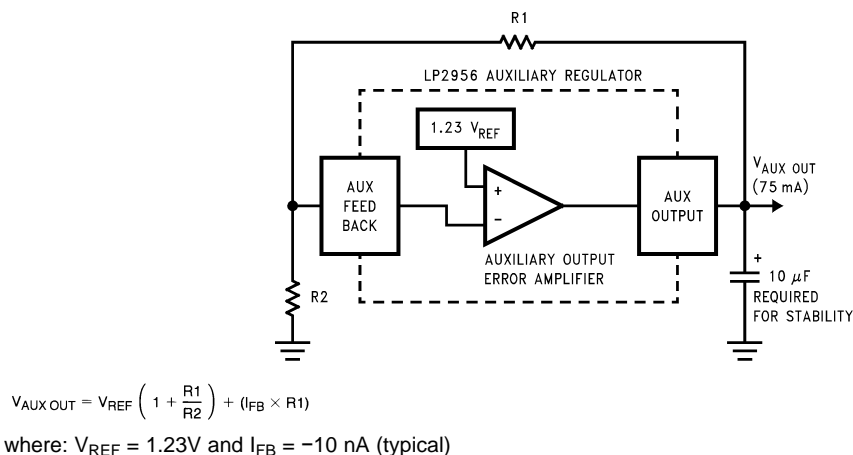 R1
LP2956 AUXILIARY REGULATOR
1.23 VREF
AUX
FEED
BACK
+
−
AUXILIARY OUTPUT
ERROR AMPLIFIER
AUX
OUTPUT
VAUX OUT
(75 mA)
R2
+
10 μF
REQUIRED
FOR STABILITY
VAUX OUT = VREF ( 1 + R1/R2 ) + (IFB × R1)
where: VREF = 1.23V and IFB = −10 nA (typical)